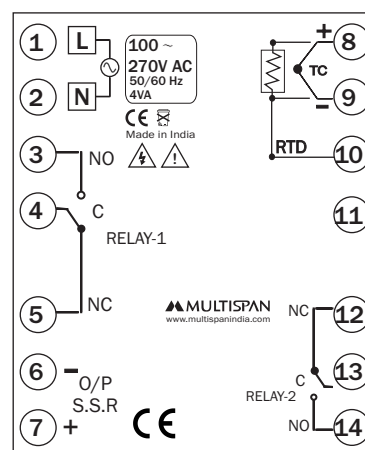 1 L
2 N
100 ~
270V AC
50/60 Hz
4VA
CE
Made in India
3 NO
4 C
RELAY-1
5 NC
6 - O/P
S.S.R
7 +
CE
+ 8
TC
- 9
RTD 10
11
MULTISPAN
www.multispanindia.com
NC 12
C 13
RELAY-2
NO 14